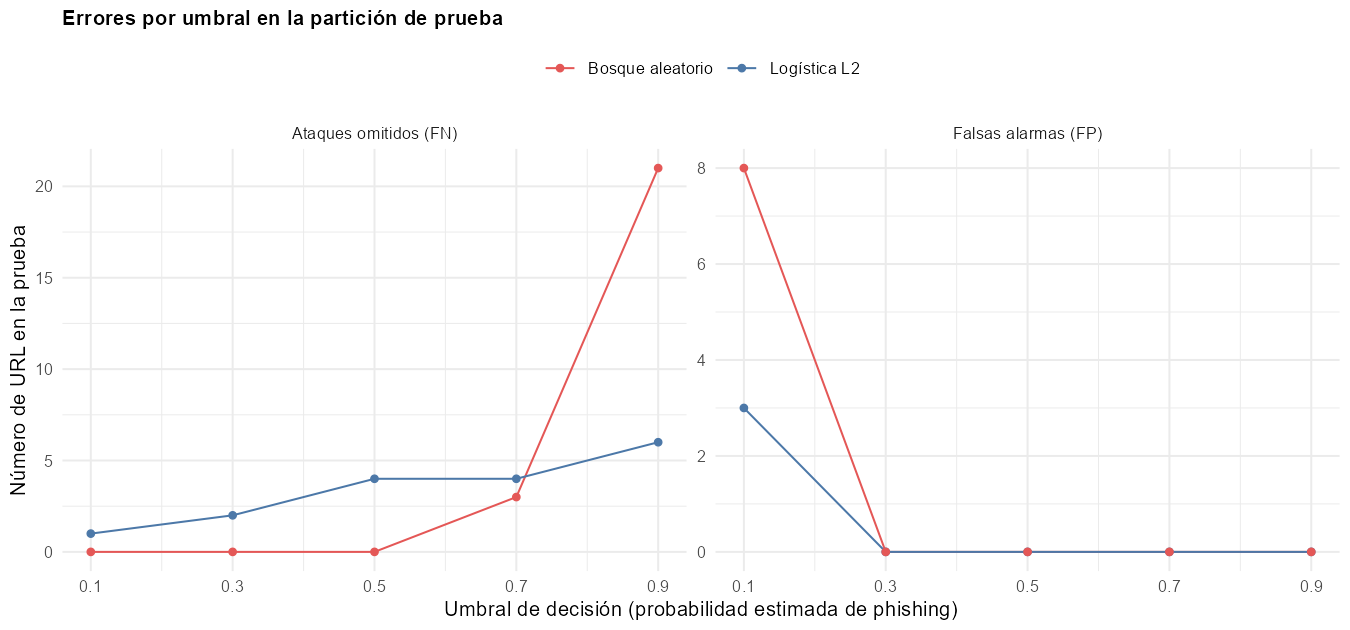 Errores por umbral en la partición de prueba
Bosque aleatorio
Logística L2
Ataques omitidos (FN)
Falsas alarmas (FP)
Número de URL en la prueba
20
15
10
5
0
8
6
4
2
0
0.1
0.3
0.5
0.7
0.9
0.1
0.3
0.5
0.7
0.9
Umbral de decisión (probabilidad estimada de phishing)